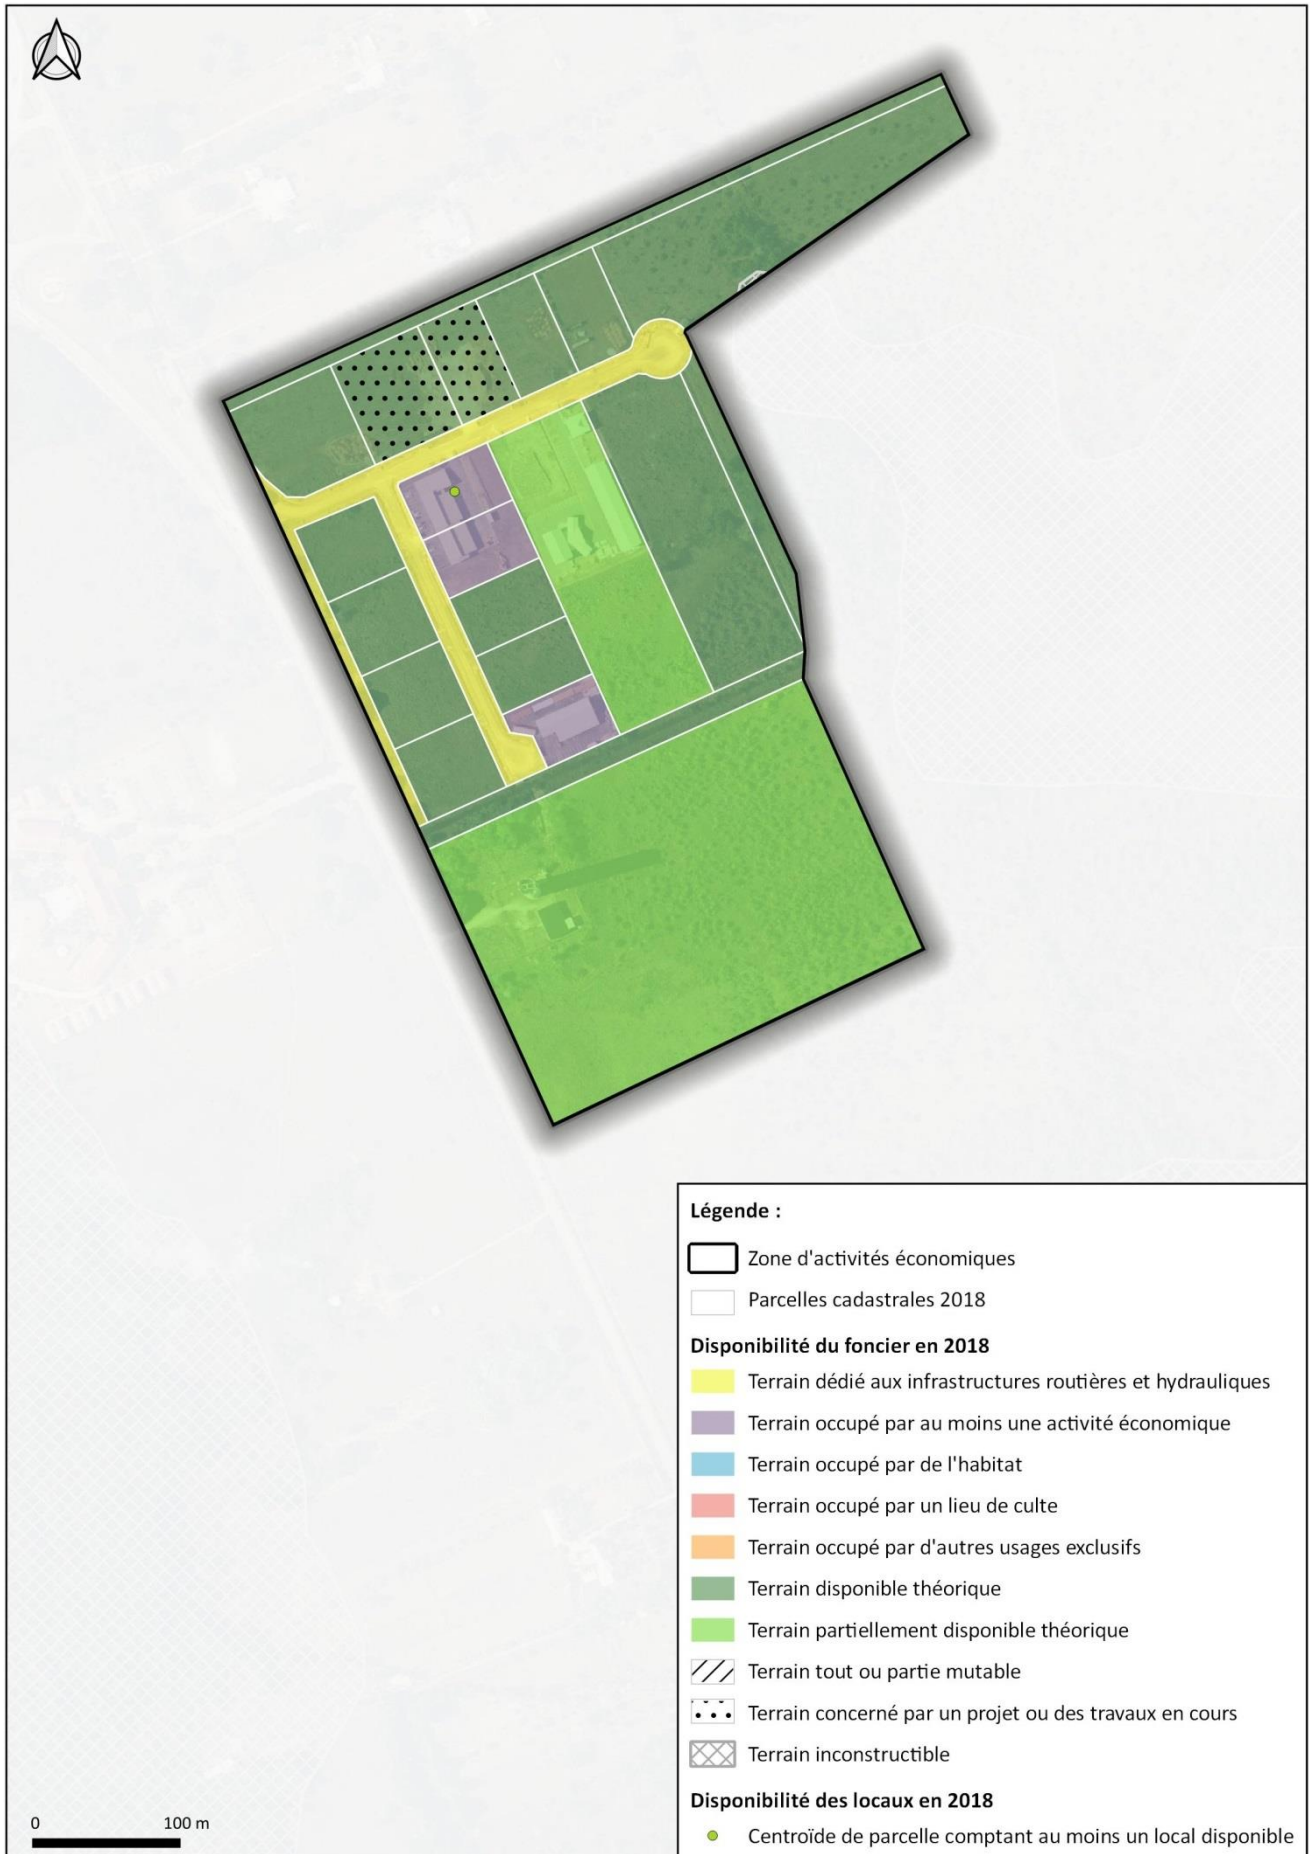 Légende :
Zone d'activités économiques
Parcelles cadastrales 2018
Disponibilité du foncier en 2018
Terrain dédié aux infrastructures routières et hydrauliques
Terrain occupé par au moins une activité économique
Terrain occupé par de l'habitat
Terrain occupé par un lieu de culte
Terrain occupé par d'autres usages exclusifs
Terrain disponible théorique
Terrain partiellement disponible théorique
Terrain tout ou partie mutable
Terrain concerné par un projet ou des travaux en cours
Terrain inconstructible
Disponibilité des locaux en 2018
Centroïde de parcelle comptant au moins un local disponible
0 100 m